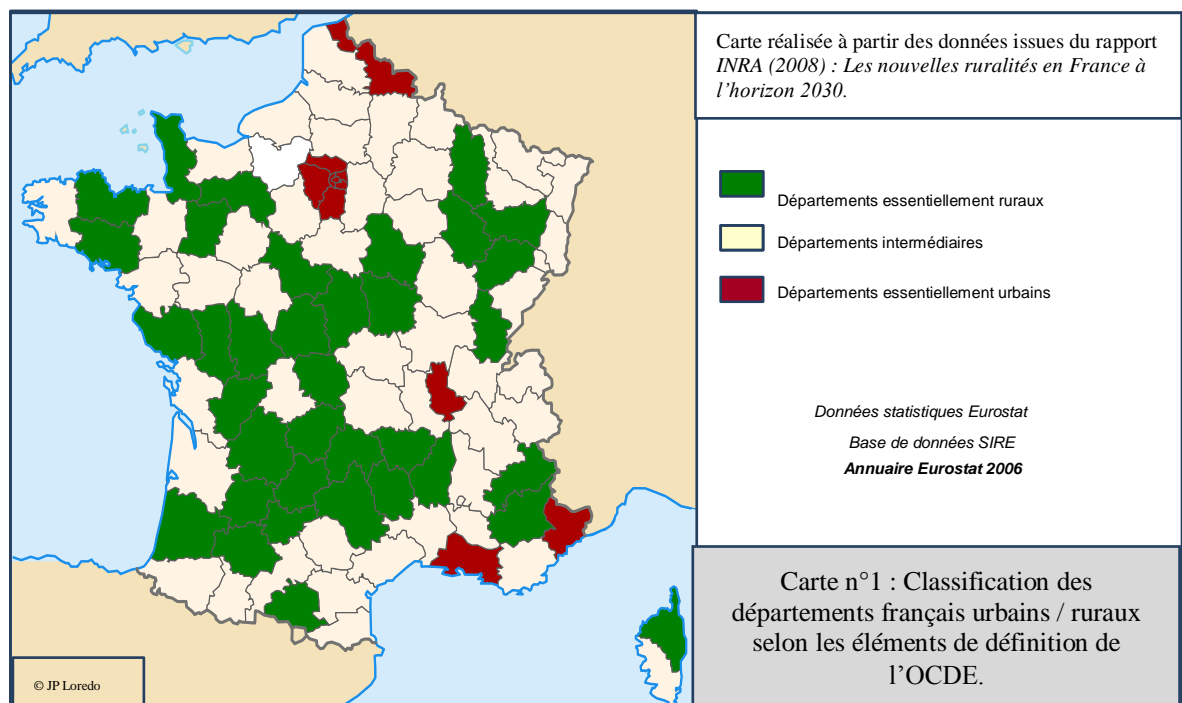 Carte réalisée à partir des données issues du rapport
INRA (2008) : Les nouvelles ruralités en France à
l'horizon 2030.
Départements essentiellement ruraux
Départements intermédiaires
Départements essentiellement urbains
Données statistiques Eurostat
Base de données SIRE
Annuaire Eurostat 2006
Carte n°1 : Classification des
départements français urbains / ruraux
selon les éléments de définition de
l'OCDE.
© JP Loredo